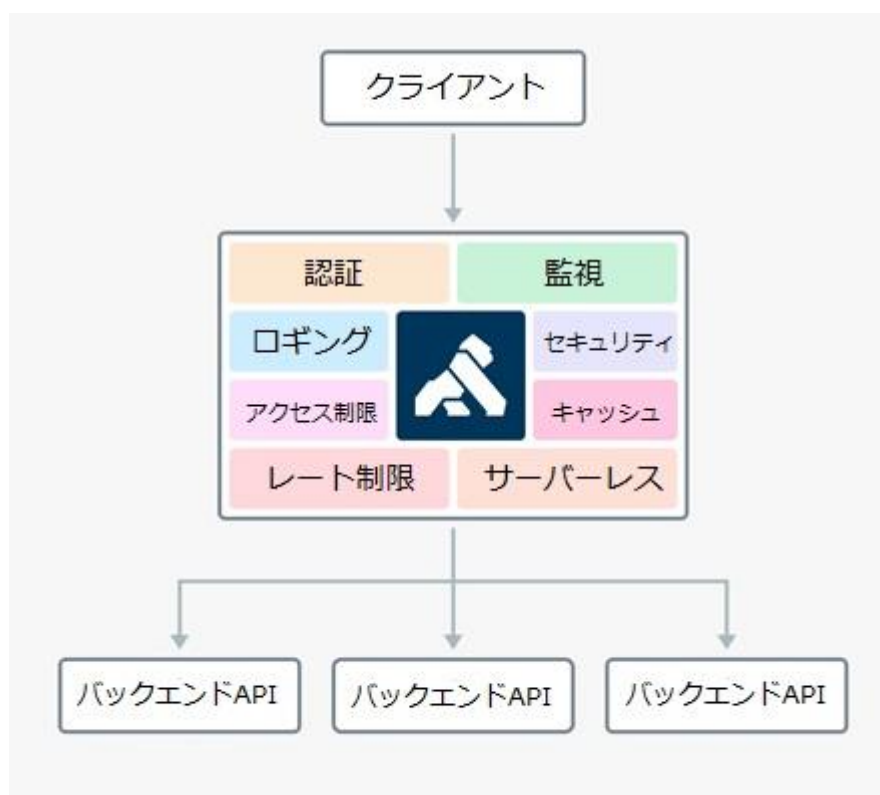 クライアント
認証
監視
ロギング
セキュリティ
アクセス制限
キャッシュ
レート制限
サーバーレス
バックエンドAPI
バックエンドAPI
バックエンドAPI